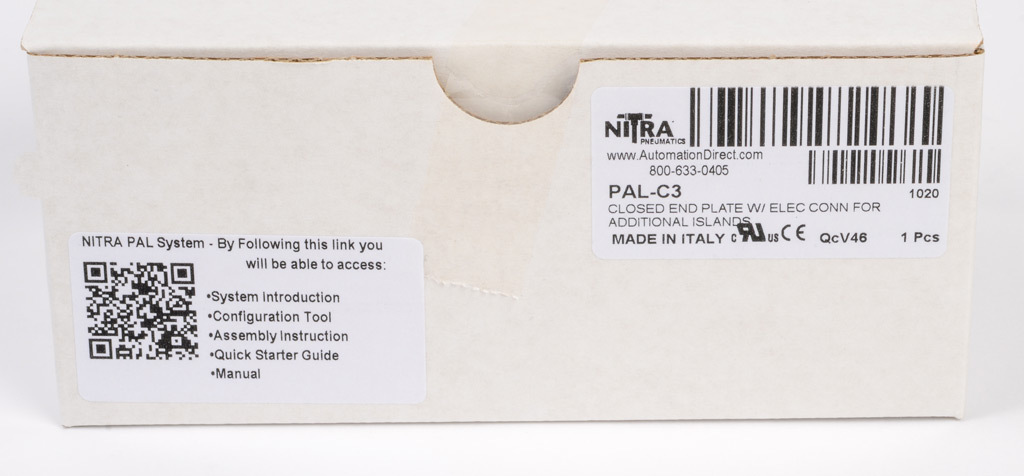 NITRA
PNEUMATICS
www.AutomationDirect.com
800-633-0405
PAL-C3
1020
CLOSED END PLATE W/ ELEC CONN FOR
ADDITIONAL ISLANDS
MADE IN ITALY c RU US CE QcV46 1 Pcs
NITRA PAL System - By Following this link you
will be able to access:
•System Introduction
•Configuration Tool
•Assembly Instruction
•Quick Starter Guide
•Manual